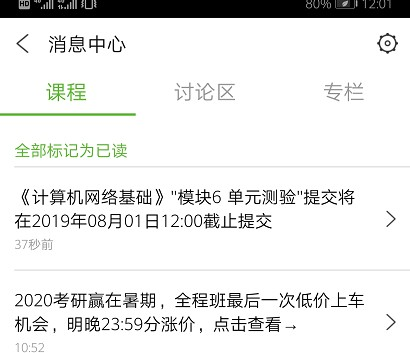 HD 4G 4G 80% 12:01
消息中心
课程 讨论区 专栏
全部标记为已读
《计算机网络基础》"模块6 单元测验"提交将
在2019年08月01日12:00截止提交
37秒前
2020考研赢在暑期，全程班最后一次低价上车
机会，明晚23:59分涨价，点击查看→
10:52